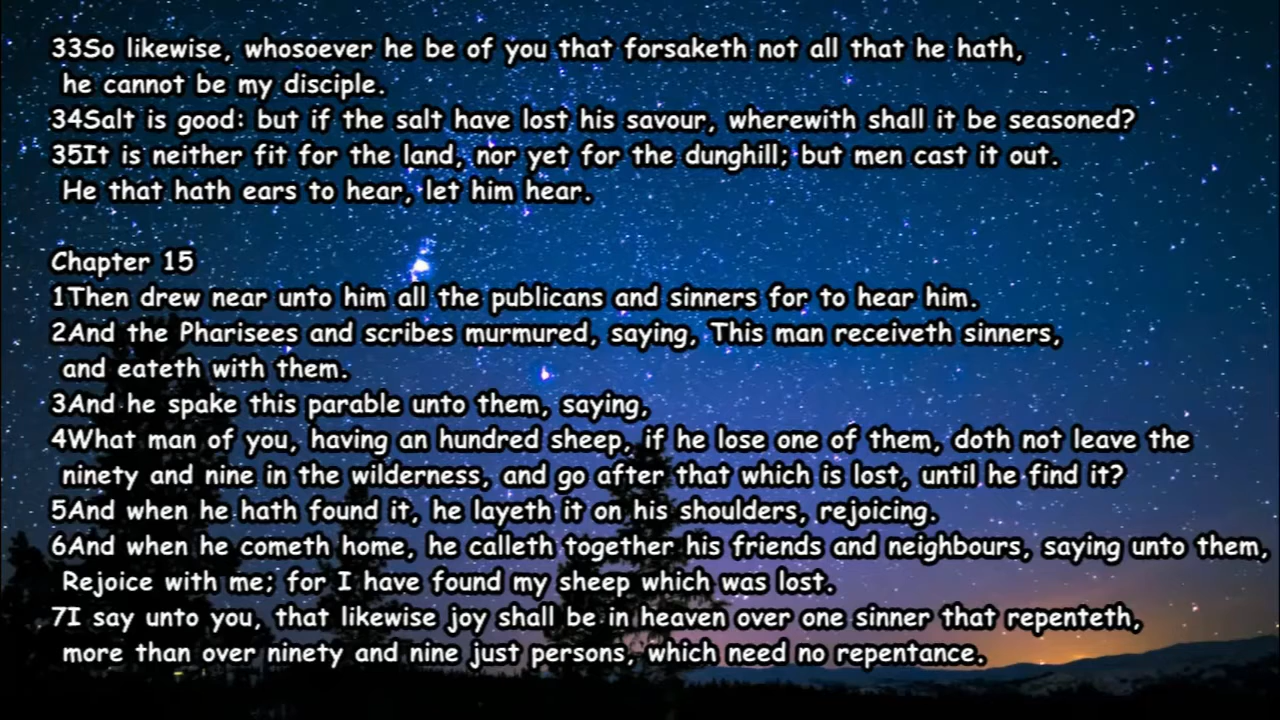 33So likewise, whosoever he be of you that forsaketh not all that he hath,
he cannot be my disciple.
34Salt is good: but if the salt have lost his savour, wherewith shall it be seasoned?
35It is neither fit for the land, nor yet for the dunghill; but men cast it out.
He that hath ears to hear, let him hear.
Chapter 15
1Then drew near unto him all the publicans and sinners for to hear him.
2And the Pharisees and scribes murmured, saying, This man receiveth sinners,
and eateth with them.
3And he spake this parable unto them, saying,
4What man of you, having an hundred sheep, if he lose one of them, doth not leave the
ninety and nine in the wilderness, and go after that which is lost, until he find it?
5And when he hath found it, he layeth it on his shoulders, rejoicing.
6And when he cometh home, he calleth together his friends and neighbours, saying unto them,
Rejoice with me; for I have found my sheep which was lost.
7I say unto you, that likewise joy shall be in heaven over one sinner that repenteth,
more than over ninety and nine just persons, which need no repentance.